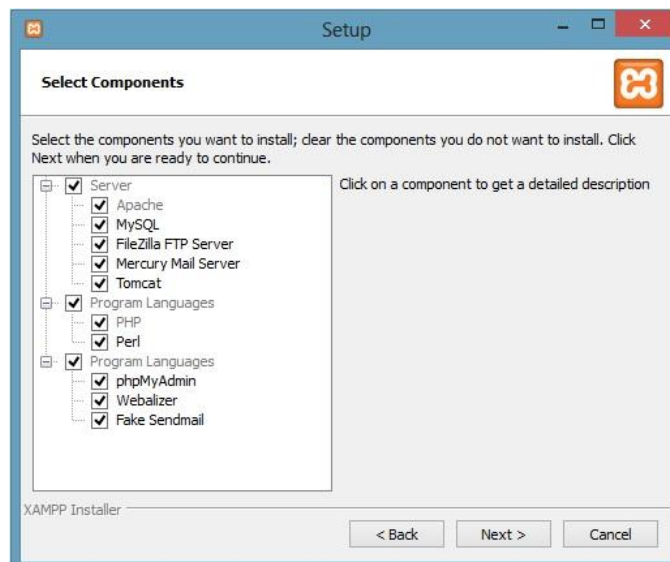 Setup
Select Components
Select the components you want to install; clear the components you do not want to install. Click
Next when you are ready to continue.
Server
Click on a component to get a detailed description
Apache
MySQL
FileZilla FTP Server
Mercury Mail Server
Tomcat
Program Languages
PHP
Perl
Program Languages
phpMyAdmin
Webalizer
Fake Sendmail
XAMPP Installer
< Back
Next >
Cancel